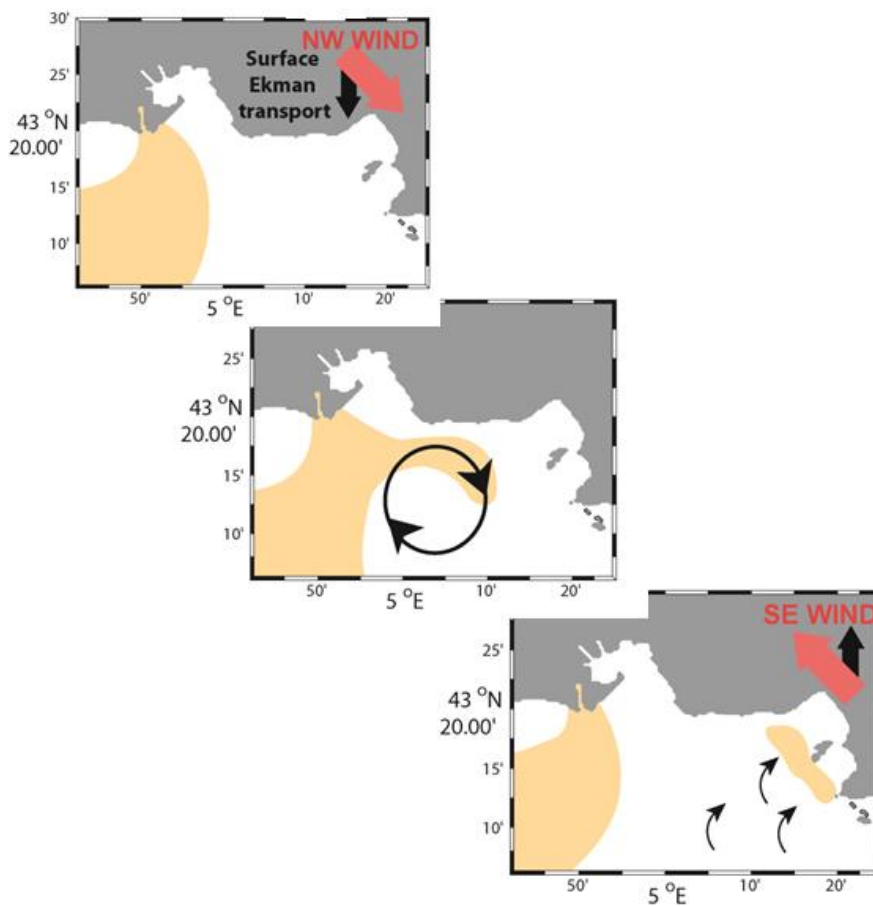 30'
NW WIND
Surface
Ekman
transport
25'
43 °N
20.00'
15'
10'
50'
5 °E
10'
20'
25'
43 °N
20.00'
15'
10'
50'
5 °E
10'
20'
SE WIND
25'
43 °N
20.00'
15'
10'
50'
5 °E
10'
20'